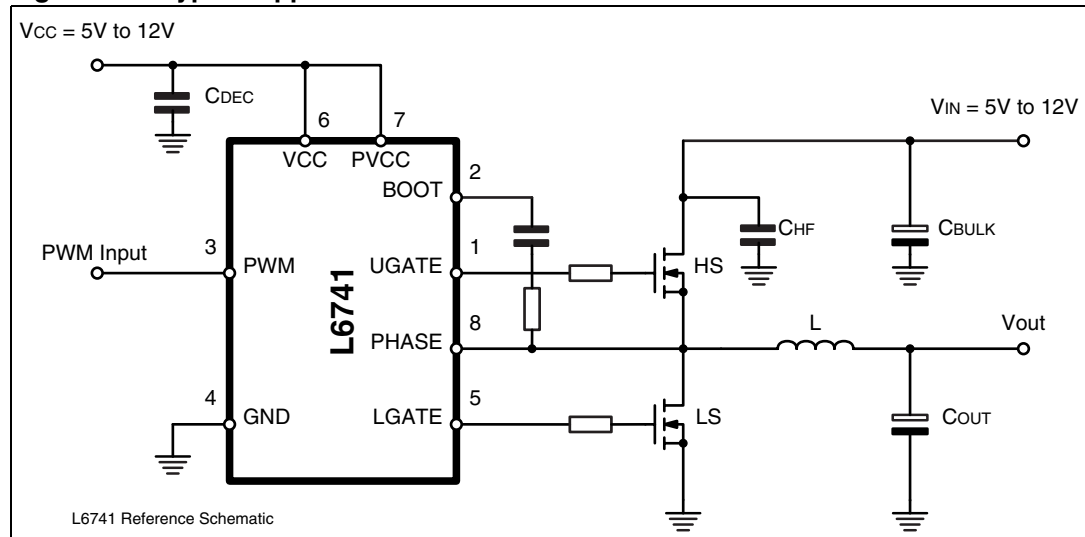 VCC = 5V to 12V
CDEC
6
7
VIN = 5V to 12V
VCC
PVCC
2
BOOT
CHF
CBULK
PWM Input
3
PWM
1
UGATE
HS
L6741
8
PHASE
L
Vout
4
GND
5
LGATE
LS
COUT
L6741 Reference Schematic